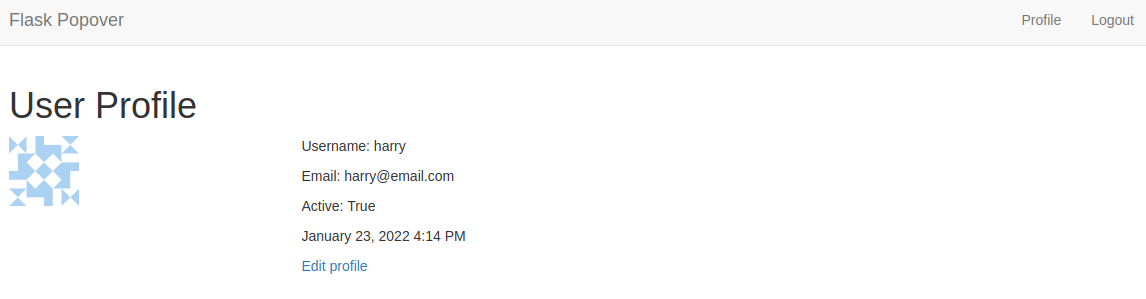 Flask Popover
Profile
Logout
User Profile
Username: harry
Email: harry@email.com
Active: True
January 23, 2022 4:14 PM
Edit profile